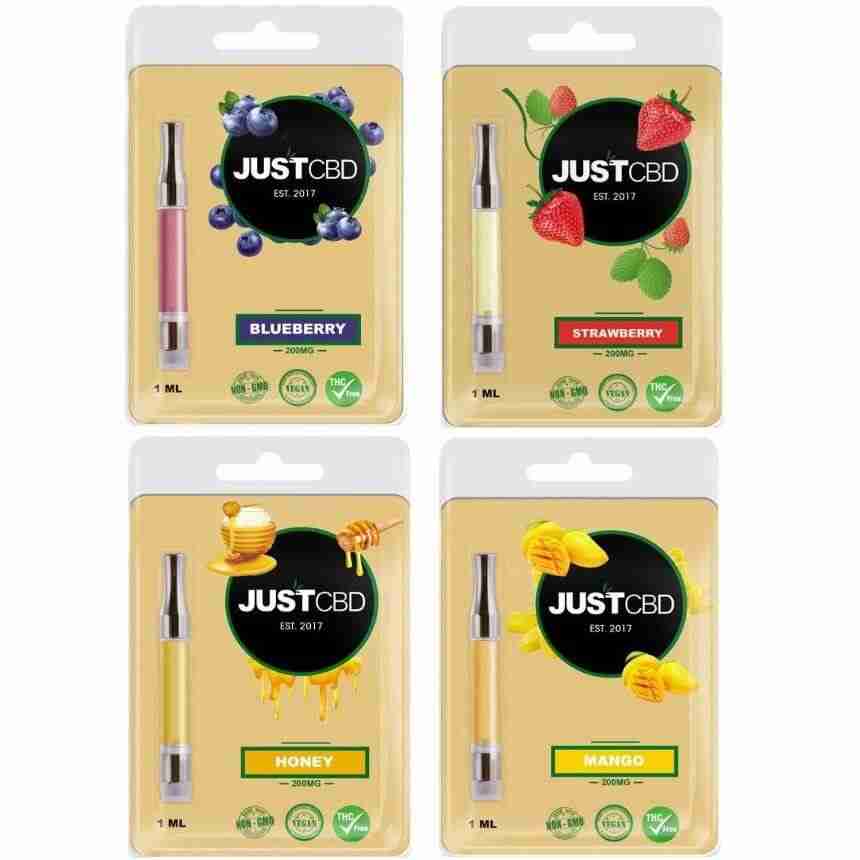 JUSTCBD
EST. 2017
BLUEBERRY
200MG
1 ML
NON-GMO
VEGAN
THC
Free
JUSTCBD
EST. 2017
STRAWBERRY
200MG
1 ML
NON-GMO
VEGAN
THC
Free
JUSTCBD
EST. 2017
HONEY
200MG
1 ML
NON-GMO
VEGAN
THC
Free
JUSTCBD
EST. 2017
MANGO
200MG
1 ML
NON-GMO
VEGAN
THC
Free